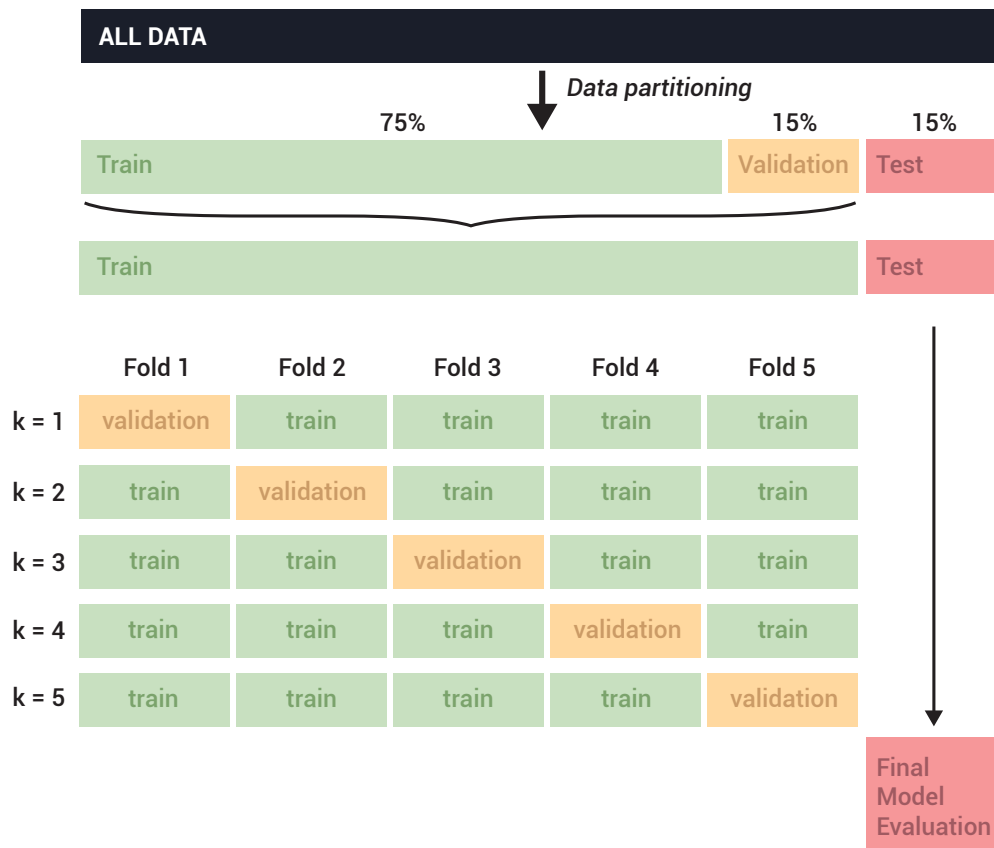 ALL DATA
Data partitioning
75% 15% 15%
Train Validation Test
Train Test
Fold 1 Fold 2 Fold 3 Fold 4 Fold 5
k = 1 validation train train train train
k = 2 train validation train train train
k = 3 train train validation train train
k = 4 train train train validation train
k = 5 train train train train validation
Final
Model
Evaluation